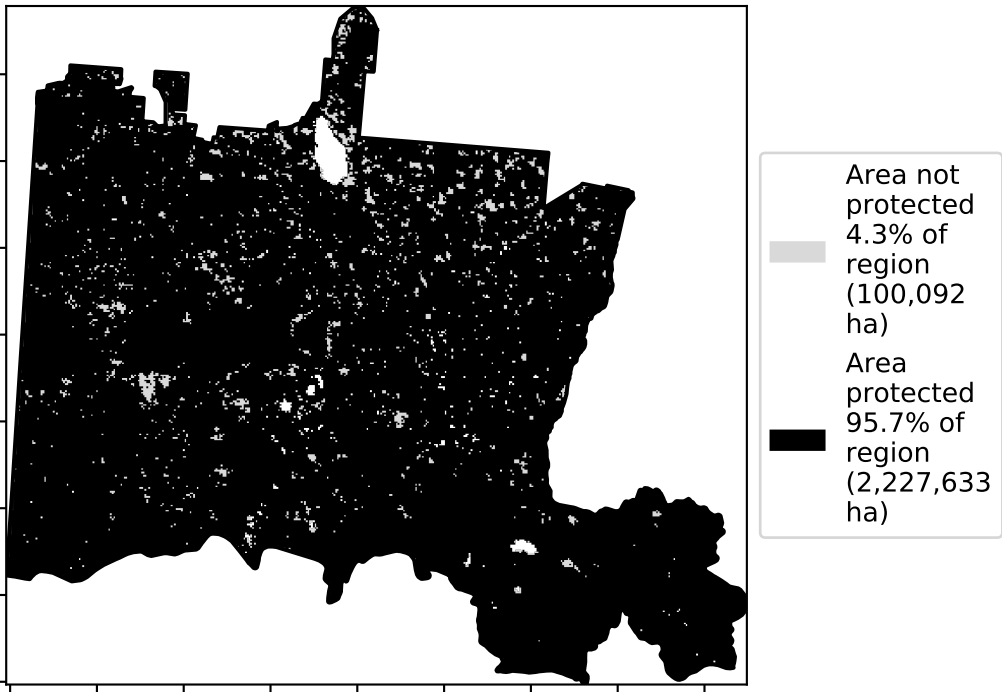 Area not
protected
4.3% of
region
(100,092
ha)
Area
protected
95.7% of
region
(2,227,633
ha)